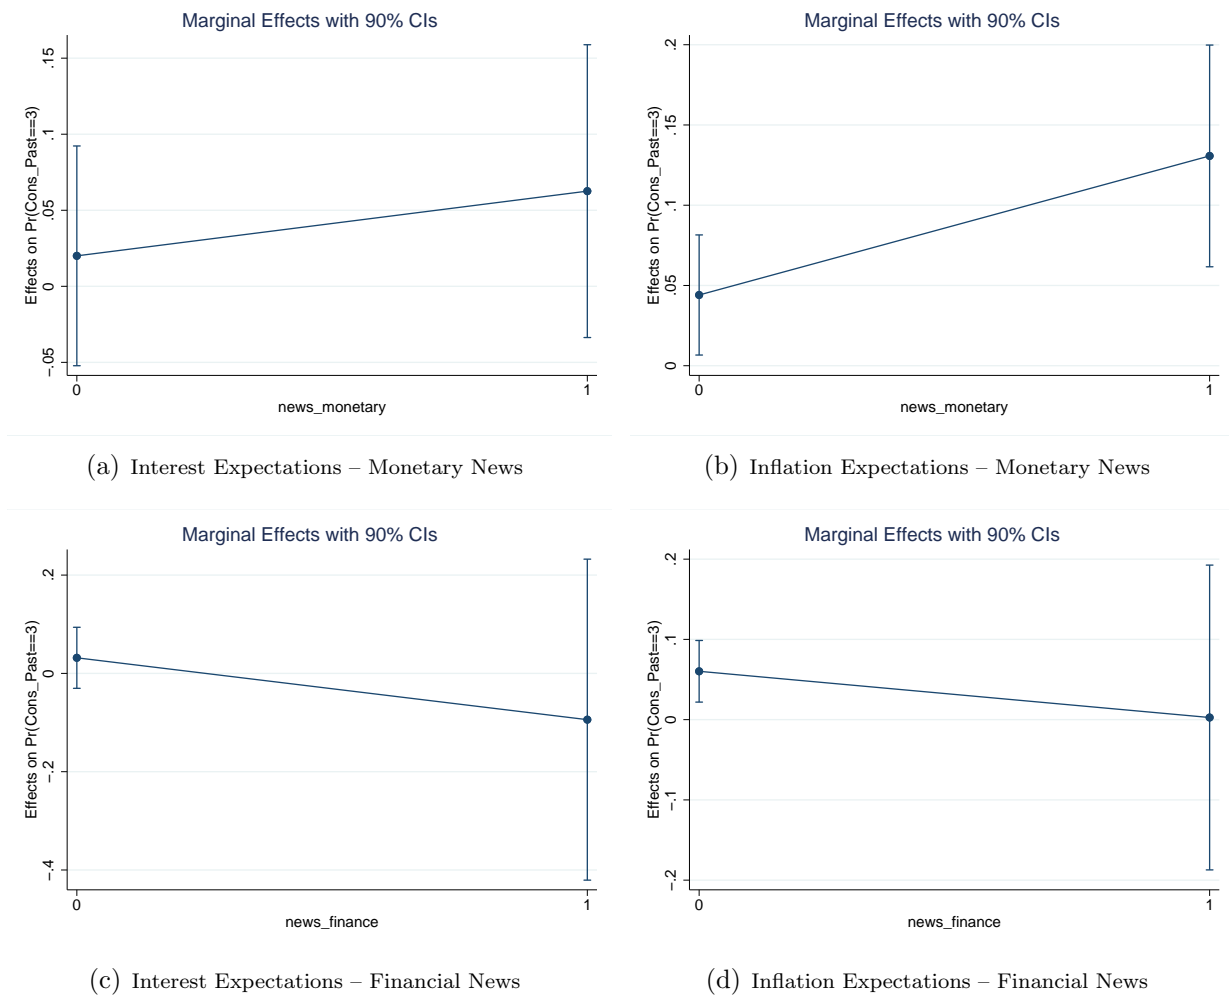 Marginal Effects with 90% CIs
Effects on Pr(Cons_Past==3)
.15
.1
.05
0
-.05
0 1
news_monetary
(a) Interest Expectations – Monetary News
Marginal Effects with 90% CIs
Effects on Pr(Cons_Past==3)
.2
.15
.1
.05
0
0 1
news_monetary
(b) Inflation Expectations – Monetary News
Marginal Effects with 90% CIs
Effects on Pr(Cons_Past==3)
.2
0
-.2
-.4
0 1
news_finance
(c) Interest Expectations – Financial News
Marginal Effects with 90% CIs
Effects on Pr(Cons_Past==3)
.2
.1
0
-.1
-.2
0 1
news_finance
(d) Inflation Expectations – Financial News